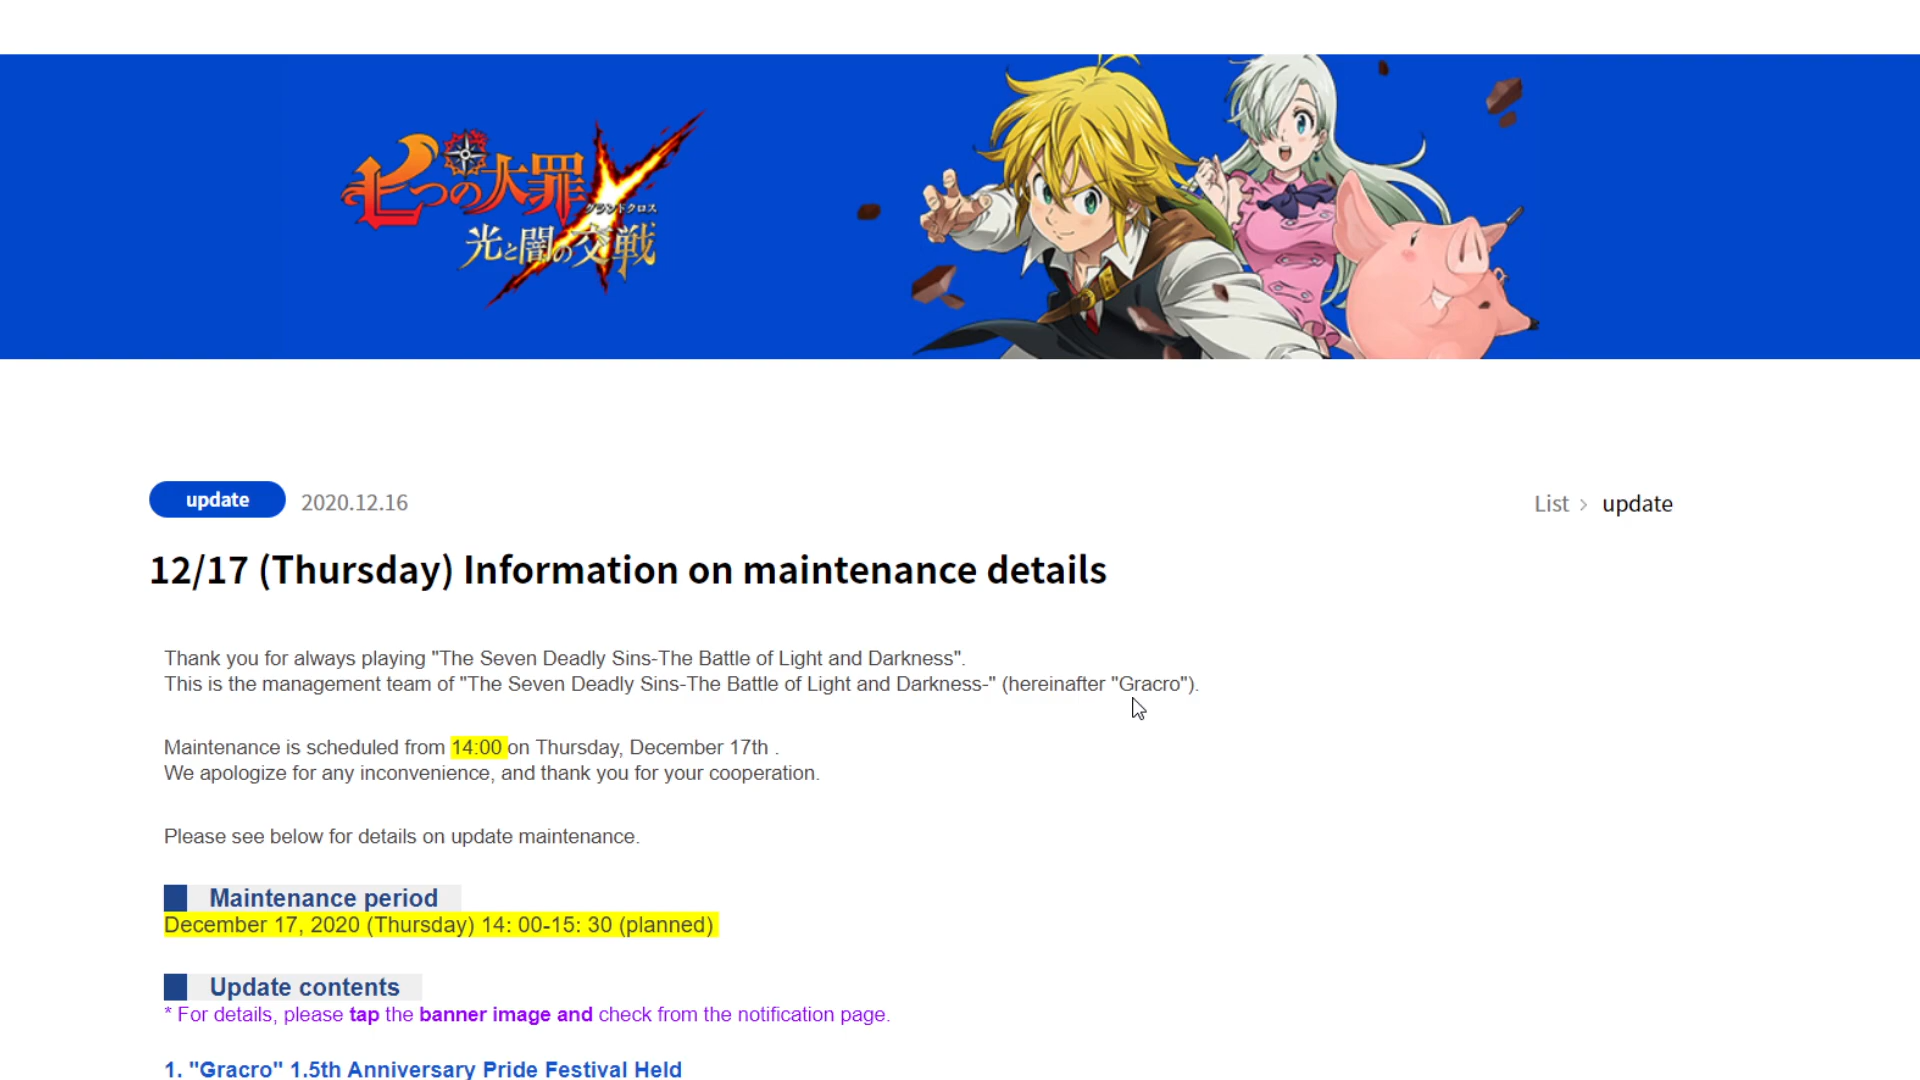 七つの大罪
グランドクロス
光と闇の交戦
update 2020.12.16
List > update
12/17 (Thursday) Information on maintenance details
Thank you for always playing "The Seven Deadly Sins-The Battle of Light and Darkness".
This is the management team of "The Seven Deadly Sins-The Battle of Light and Darkness-" (hereinafter "Gracro").
Maintenance is scheduled from 14:00 on Thursday, December 17th .
We apologize for any inconvenience, and thank you for your cooperation.
Please see below for details on update maintenance.
Maintenance period
December 17, 2020 (Thursday) 14: 00-15: 30 (planned)
Update contents
* For details, please tap the banner image and check from the notification page.
1. "Gracro" 1.5th Anniversary Pride Festival Held